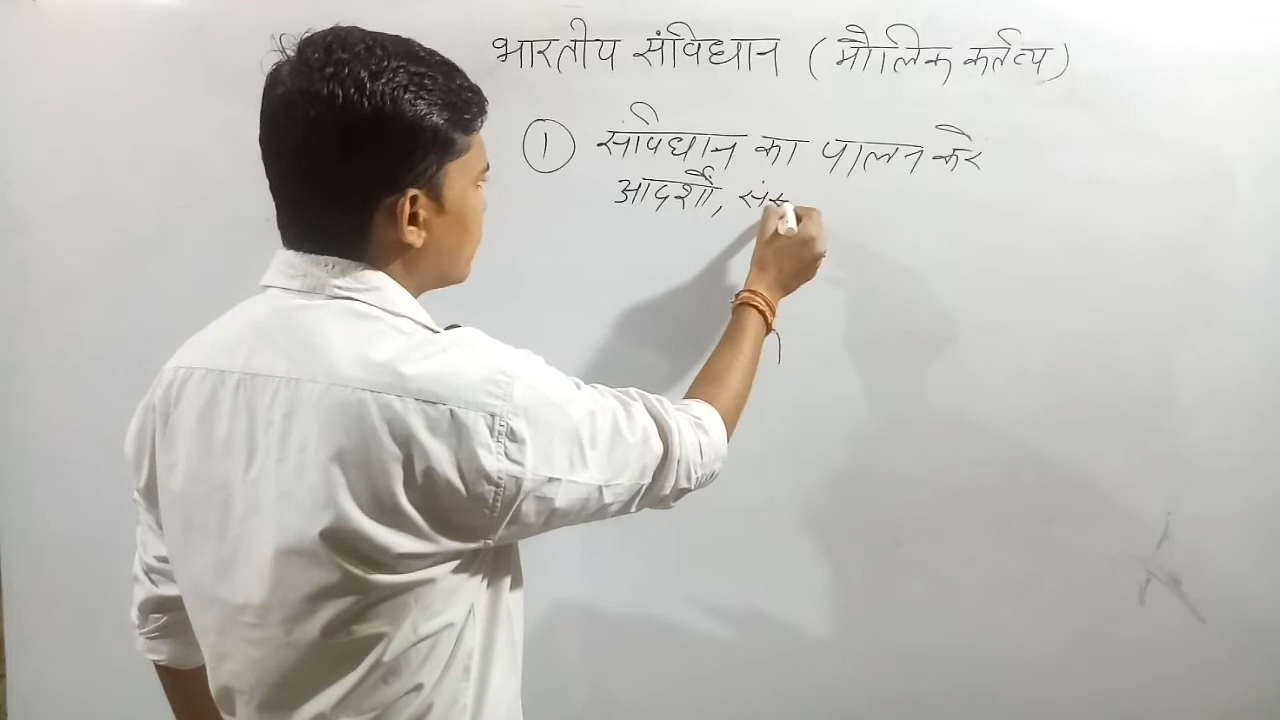 भारतीय संविधान (मौलिक कर्तव्य)
① संविधान का पालन करे
आदर्शों, संस